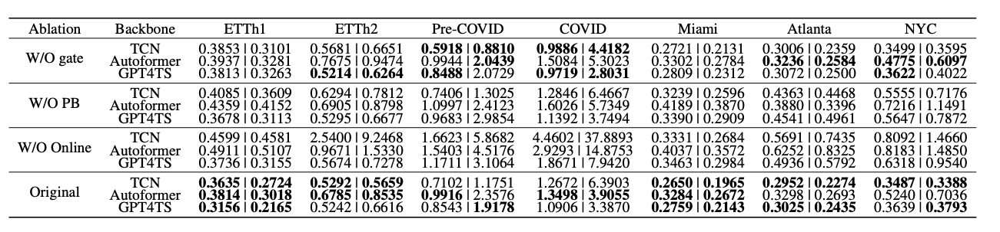 Ablation Backbone ETTh1 ETTh2 Pre-COVID COVID Miami Atlanta NYC
W/O gate TCN 0.3853 | 0.3101 0.5681 | 0.6651 0.5918 | 0.8810 0.9886 | 4.4182 0.2721 | 0.2131 0.3006 | 0.2359 0.3499 | 0.3595
Autoformer 0.3937 | 0.3281 0.7675 | 0.9474 0.9944 | 2.0439 1.5084 | 5.3023 0.3302 | 0.2784 0.3236 | 0.2584 0.4775 | 0.6097
GPT4TS 0.3813 | 0.3263 0.5214 | 0.6264 0.8488 | 2.0729 0.9719 | 2.8031 0.2809 | 0.2312 0.3072 | 0.2500 0.3622 | 0.4022
W/O PB TCN 0.4085 | 0.3609 0.6294 | 0.7812 0.7406 | 1.3025 1.2846 | 6.4667 0.3239 | 0.2596 0.4363 | 0.4468 0.5555 | 0.7176
Autoformer 0.4359 | 0.4152 0.6905 | 0.8798 1.0997 | 2.4123 1.6026 | 5.7349 0.4189 | 0.3870 0.3880 | 0.3396 0.7216 | 1.1491
GPT4TS 0.3678 | 0.3113 0.5295 | 0.6677 0.9683 | 2.9854 1.1392 | 3.7494 0.3390 | 0.2909 0.4541 | 0.4961 0.5647 | 0.7872
W/O Online TCN 0.4599 | 0.4581 2.5400 | 9.2468 1.6623 | 5.8682 4.4602 | 37.8893 0.3331 | 0.2684 0.5691 | 0.7435 0.8092 | 1.4660
Autoformer 0.4911 | 0.5107 0.9671 | 1.5330 1.5403 | 4.5176 2.9293 | 14.8753 0.4037 | 0.3572 0.6252 | 0.8325 0.8183 | 1.4850
GPT4TS 0.3736 | 0.3155 0.5674 | 0.7278 1.1711 | 3.1064 1.8671 | 7.9420 0.3463 | 0.2984 0.4936 | 0.5792 0.6318 | 0.9540
Original TCN 0.3635 | 0.2724 0.5292 | 0.5659 0.7102 | 1.1751 1.2672 | 6.3903 0.2650 | 0.1965 0.2952 | 0.2274 0.3487 | 0.3388
Autoformer 0.3814 | 0.3018 0.6785 | 0.8535 0.9916 | 2.3576 1.3498 | 3.9055 0.3284 | 0.2672 0.3298 | 0.2693 0.5240 | 0.7036
GPT4TS 0.3156 | 0.2165 0.5242 | 0.6616 0.8543 | 1.9178 1.0906 | 3.3870 0.2759 | 0.2143 0.3025 | 0.2435 0.3639 | 0.3793